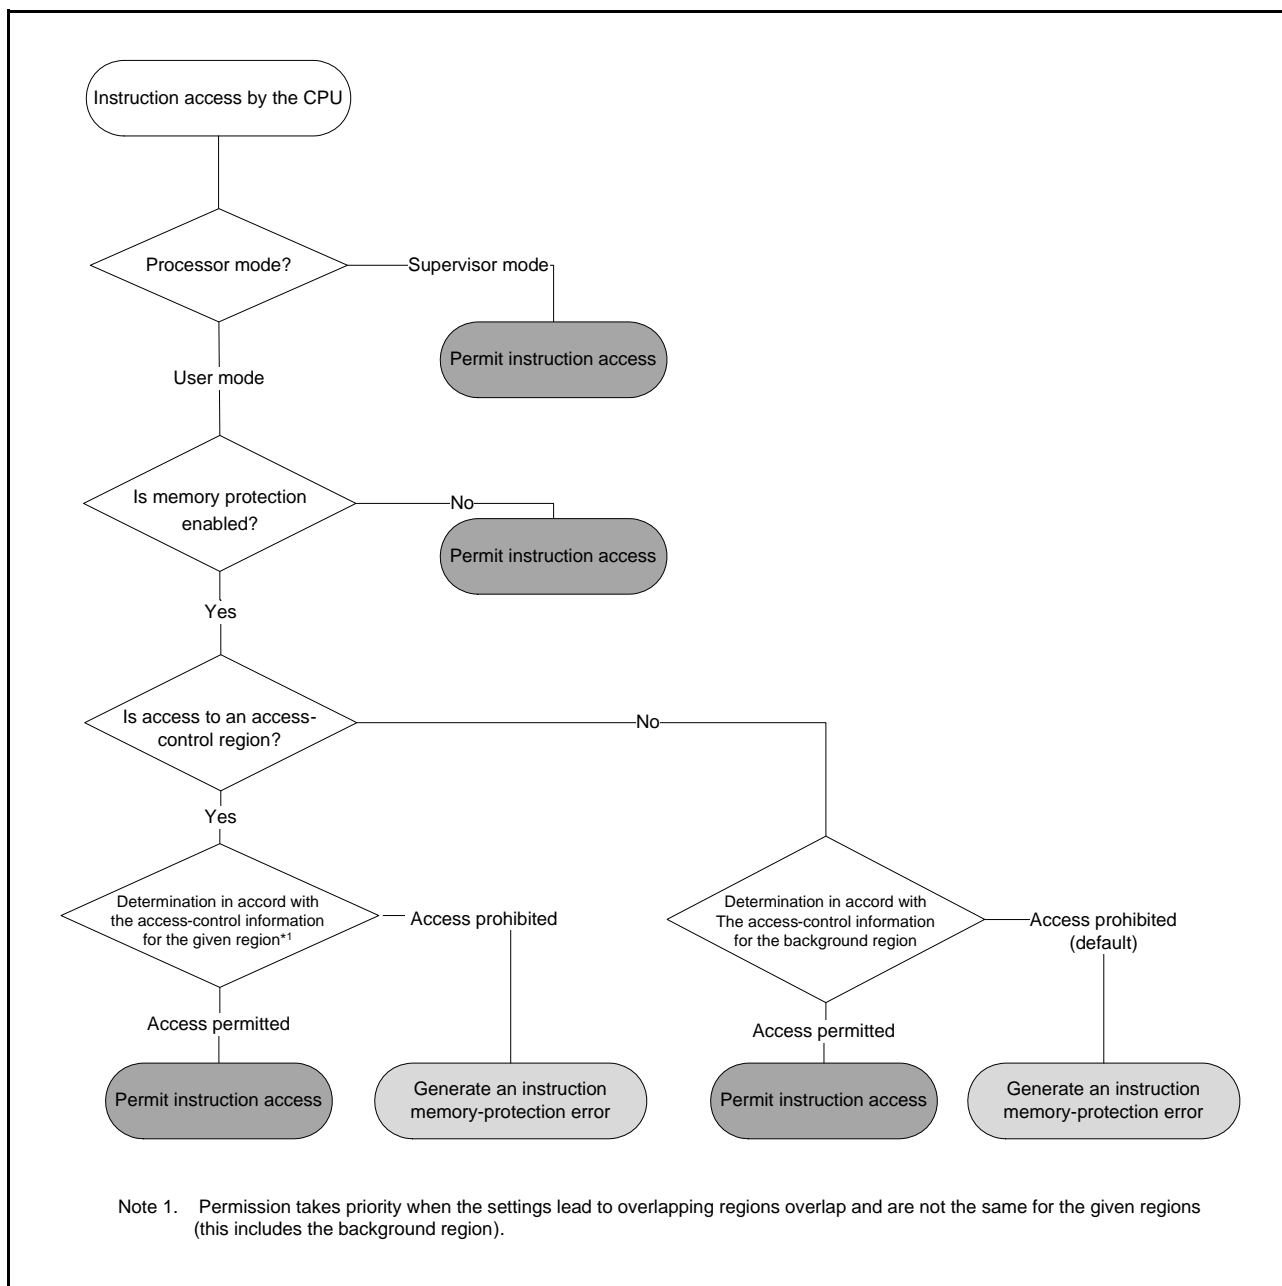 Instruction access by the CPU
Processor mode?
Supervisor mode
Permit instruction access
User mode
Is memory protection
enabled?
No
Permit instruction access
Yes
Is access to an access-
control region?
No
Yes
Determination in accord with
the access-control information
for the given region*1
Access prohibited
Determination in accord with
The access-control information
for the background region
Access prohibited
(default)
Access permitted
Access permitted
Permit instruction access
Generate an instruction
memory-protection error
Permit instruction access
Generate an instruction
memory-protection error
Note 1. Permission takes priority when the settings lead to overlapping regions overlap and are not the same for the given regions
(this includes the background region).